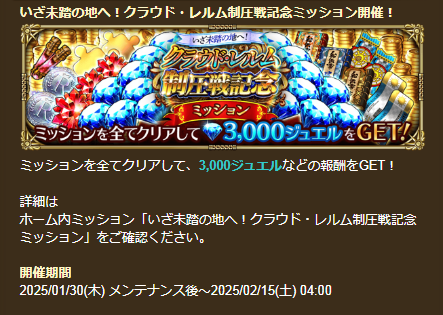 いざ未踏の地へ！クラウド・レルム制圧戦記念ミッション開催！
いざ未踏の地へ！
クラウド・レルム
制圧戦記念
ミッション
ミッションを全てクリアして3,000ジュエルをGET!
ミッションを全てクリアして、3,000ジュエルなどの報酬をGET！
詳細は
ホーム内ミッション「いざ未踏の地へ！クラウド・レルム制圧戦記念
ミッション」をご確認ください。
開催期間
2025/01/30(木) メンテナンス後～2025/02/15(土) 04:00